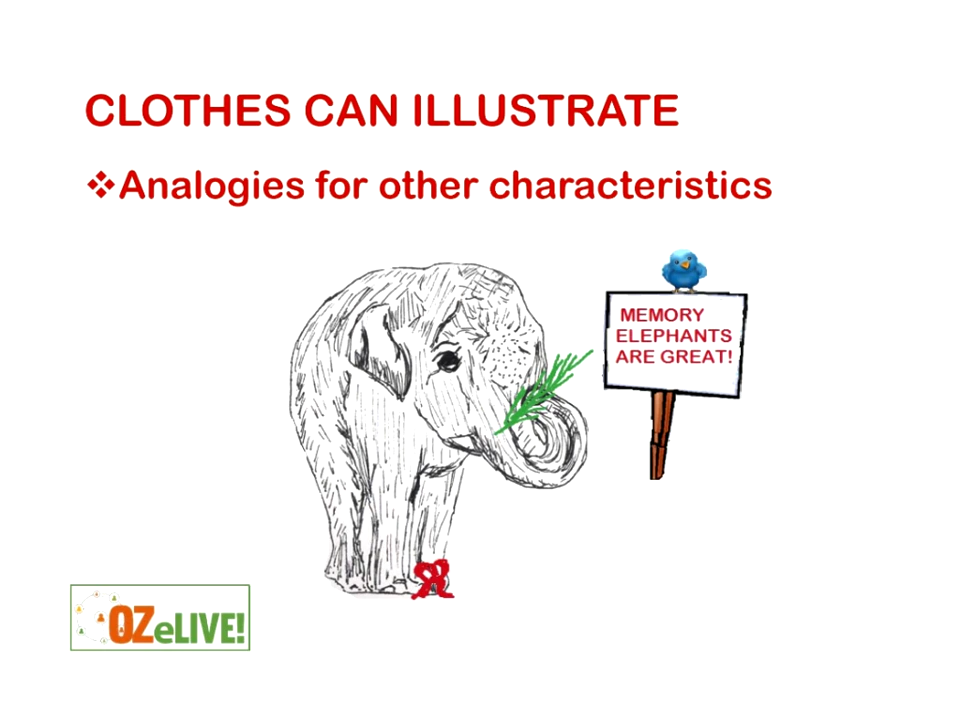 CLOTHES CAN ILLUSTRATE
❖Analogies for other characteristics
MEMORY
ELEPHANTS
ARE GREAT!
OZeLIVE!